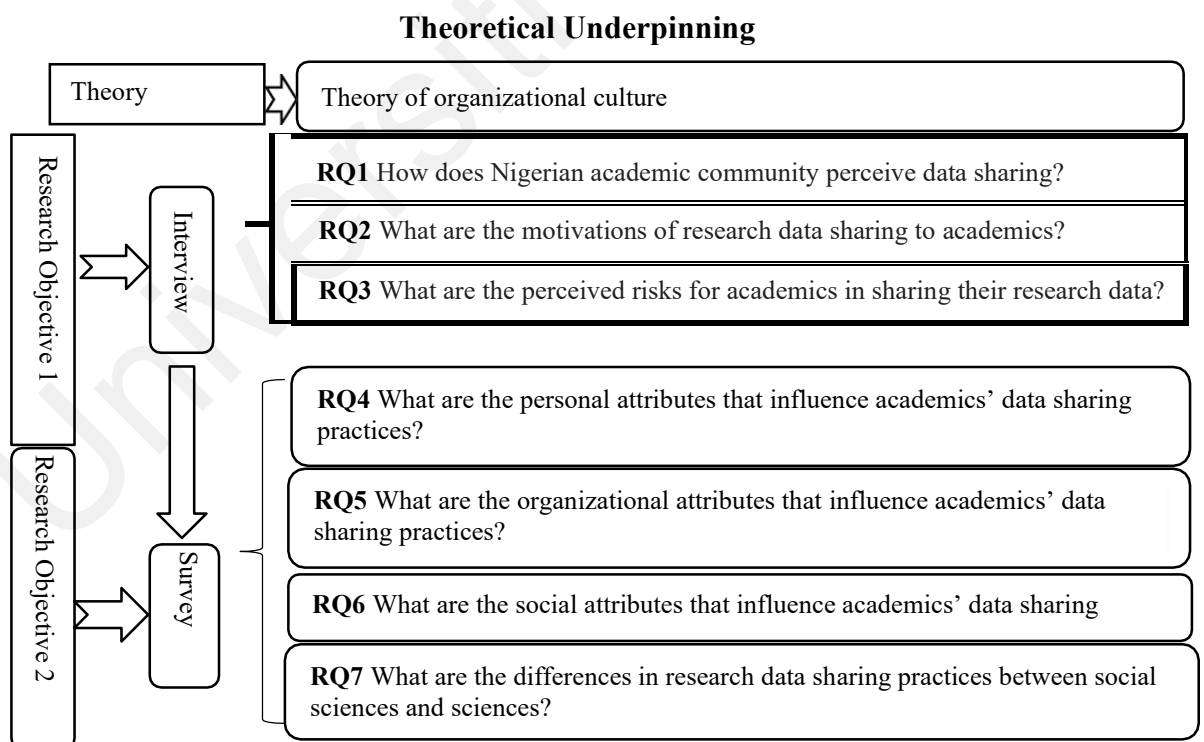 Theoretical Underpinning
Theory
Theory of organizational culture
Research Objective 1
Interview
RQ1 How does Nigerian academic community perceive data sharing?
RQ2 What are the motivations of research data sharing to academics?
RQ3 What are the perceived risks for academics in sharing their research data?
Research Objective 2
Survey
RQ4 What are the personal attributes that influence academics’ data sharing
practices?
RQ5 What are the organizational attributes that influence academics’ data
sharing practices?
RQ6 What are the social attributes that influence academics’ data sharing
RQ7 What are the differences in research data sharing practices between social
sciences and sciences?
Universiti